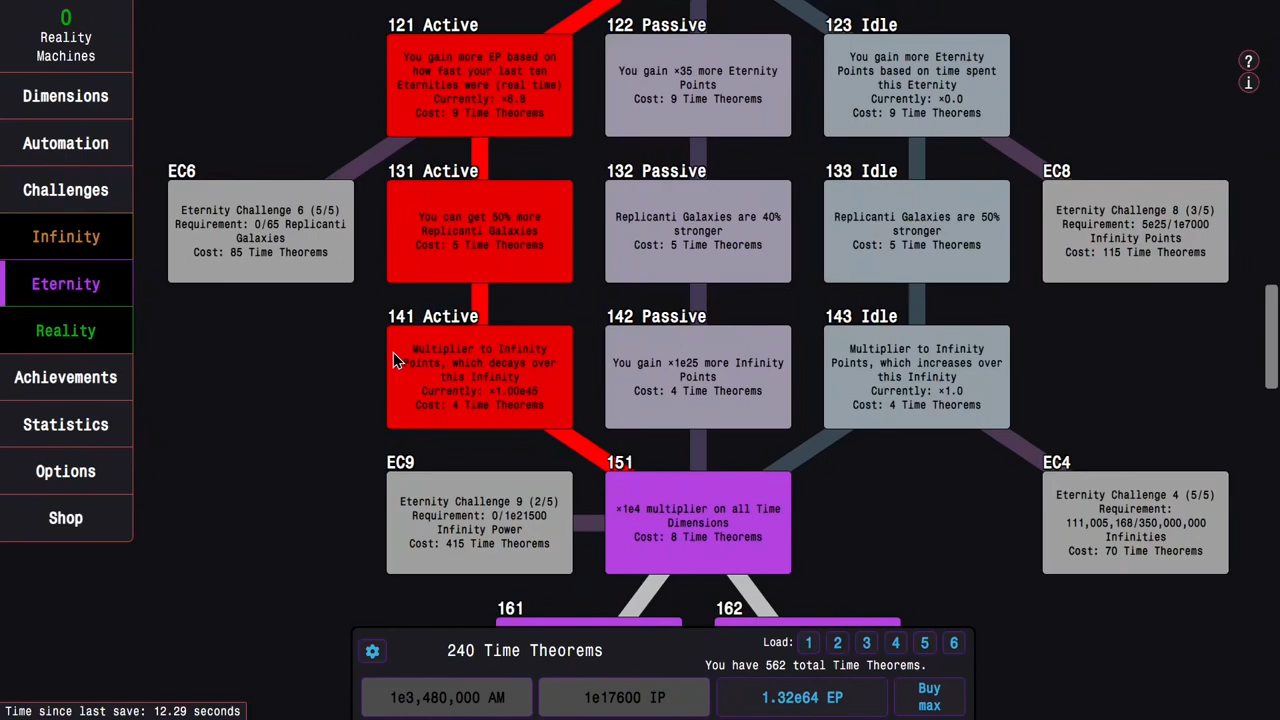 0
Reality
Machines
Dimensions
Automation
Challenges
Infinity
Eternity
Reality
Achievements
Statistics
Options
Shop
121 Active
You gain more EP based on
how fast your last ten
Eternities were (real time)
Currently: ×6.8
Cost: 9 Time Theorems
122 Passive
You gain ×35 more Eternity
Points
Cost: 9 Time Theorems
123 Idle
You gain more Eternity
Points based on time spent
this Eternity
Currently: ×0.0
Cost: 9 Time Theorems
?
i
EC6
Eternity Challenge 6 (5/5)
Requirement: 0/65 Replicanti
Galaxies
Cost: 85 Time Theorems
131 Active
You can get 50% more
Replicanti Galaxies
Cost: 5 Time Theorems
132 Passive
Replicanti Galaxies are 40%
stronger
Cost: 5 Time Theorems
133 Idle
Replicanti Galaxies are 50%
stronger
Cost: 5 Time Theorems
EC8
Eternity Challenge 8 (3/5)
Requirement: 5e25/1e7000
Infinity Points
Cost: 115 Time Theorems
141 Active
Multiplier to Infinity
Points, which decays over
this Infinity
Currently: ×1.00e45
Cost: 4 Time Theorems
142 Passive
You gain ×1e25 more Infinity
Points
Cost: 4 Time Theorems
143 Idle
Multiplier to Infinity
Points, which increases over
this Infinity
Currently: ×1.0
Cost: 4 Time Theorems
EC9
Eternity Challenge 9 (2/5)
Requirement: 0/1e21500
Infinity Power
Cost: 415 Time Theorems
151
×1e4 multiplier on all Time
Dimensions
Cost: 8 Time Theorems
EC4
Eternity Challenge 4 (5/5)
Requirement:
111,005,168/350,000,000
Infinities
Cost: 70 Time Theorems
161
162
240 Time Theorems
Load: 1 2 3 4 5 6
You have 562 total Time Theorems.
1e3,480,000 AM
1e17600 IP
1.32e64 EP
Buy
max
Time since last save: 12.29 seconds